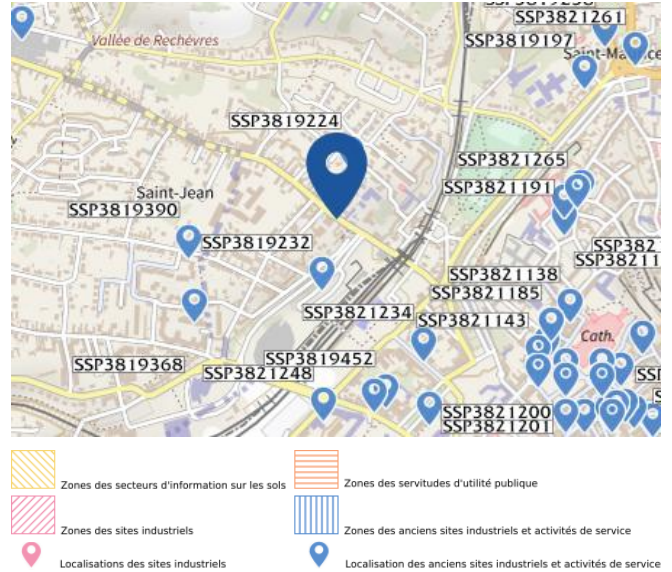 SSP3821261
Vallée de Rechèvres
SSP3819197
SSP3819224
SSP3821265
Saint-Jean
SSP3821191
SSP3819390
SSP3819232
SSP3821138
SSP3821185
SSP3821234
SSP3821143
Cath.
SSP3819452
SSP3819368
SSP3821248
SSP3821200
SSP3821201
Zones des secteurs d'information sur les sols
Zones des servitudes d'utilité publique
Zones des sites industriels
Zones des anciens sites industriels et activités de service
Localisations des sites industriels
Localisation des anciens sites industriels et activités de service